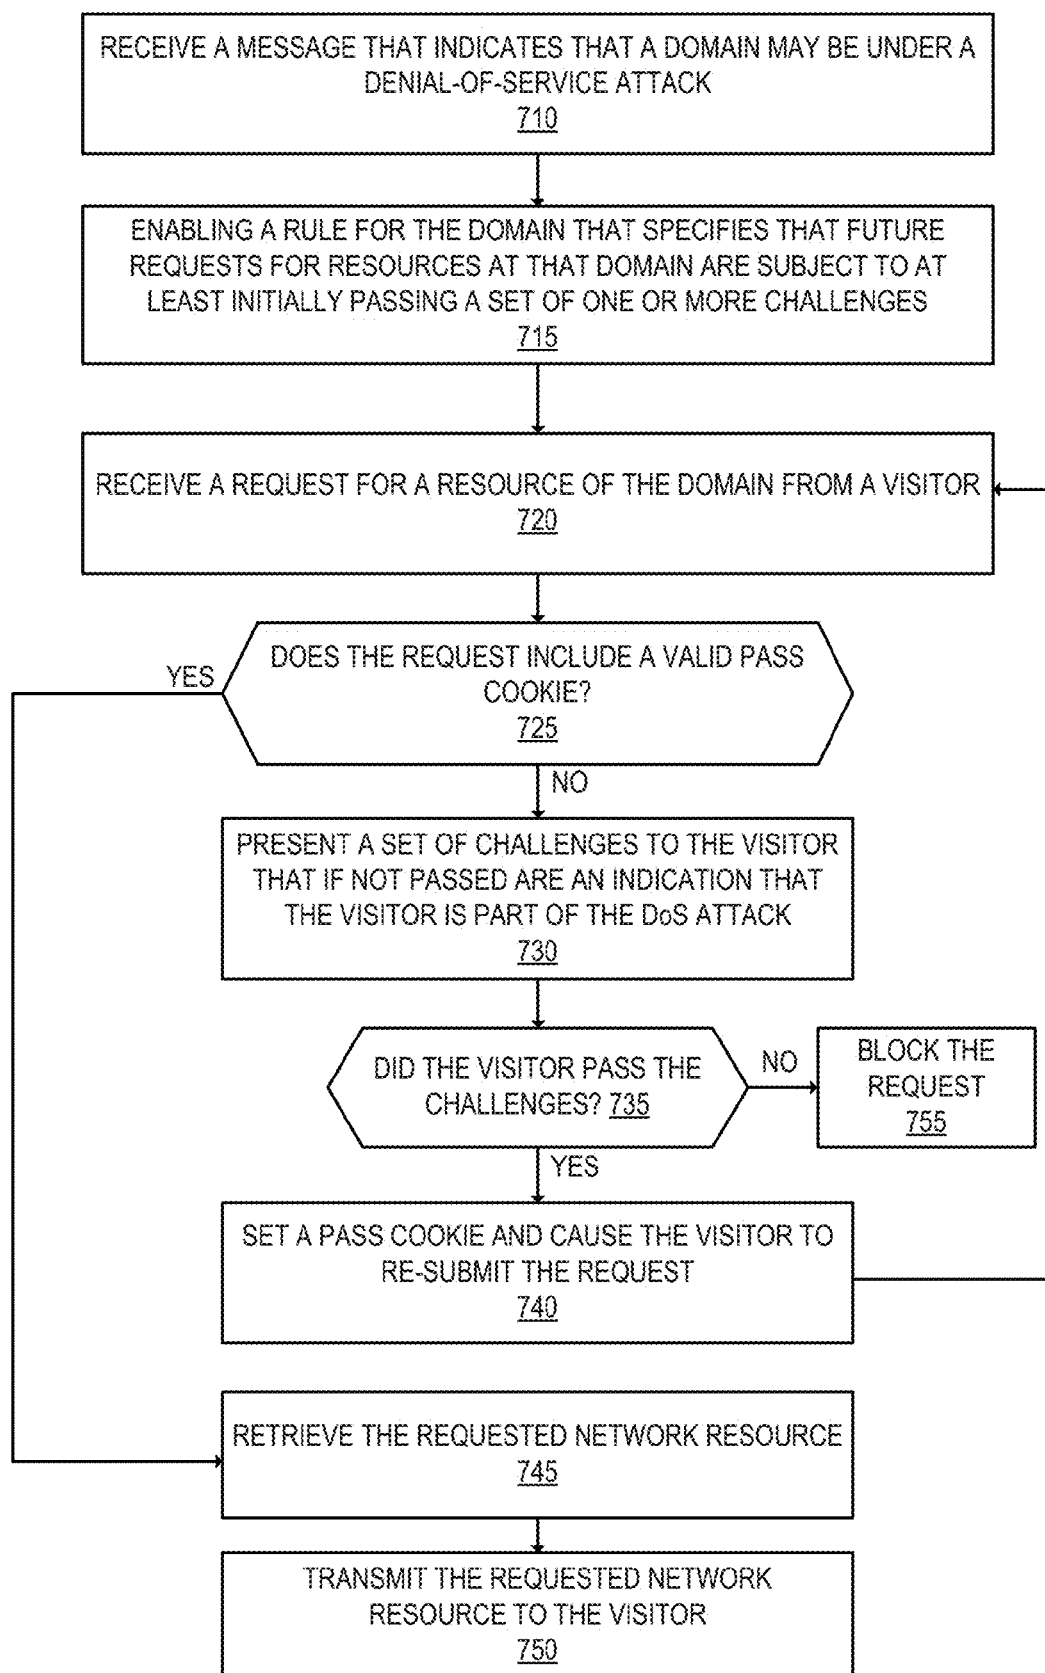 RECEIVE A MESSAGE THAT INDICATES THAT A DOMAIN MAY BE UNDER A
DENIAL-OF-SERVICE ATTACK
710
ENABLING A RULE FOR THE DOMAIN THAT SPECIFIES THAT FUTURE
REQUESTS FOR RESOURCES AT THAT DOMAIN ARE SUBJECT TO AT
LEAST INITIALLY PASSING A SET OF ONE OR MORE CHALLENGES
715
RECEIVE A REQUEST FOR A RESOURCE OF THE DOMAIN FROM A VISITOR
720
YES
DOES THE REQUEST INCLUDE A VALID PASS
COOKIE?
725
NO
PRESENT A SET OF CHALLENGES TO THE VISITOR
THAT IF NOT PASSED ARE AN INDICATION THAT
THE VISITOR IS PART OF THE DoS ATTACK
730
DID THE VISITOR PASS THE
CHALLENGES? 735
NO
BLOCK THE
REQUEST
755
YES
SET A PASS COOKIE AND CAUSE THE VISITOR TO
RE-SUBMIT THE REQUEST
740
RETRIEVE THE REQUESTED NETWORK RESOURCE
745
TRANSMIT THE REQUESTED NETWORK
RESOURCE TO THE VISITOR
750